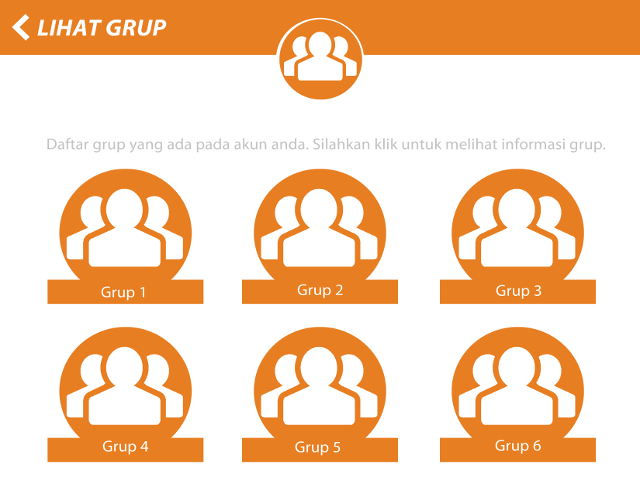 LIHAT GRUP
Daftar grup yang ada pada akun anda. Silahkan klik untuk melihat informasi grup.
Grup 1
Grup 2
Grup 3
Grup 4
Grup 5
Grup 6